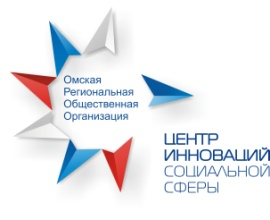 Омская
Региональная
Общественная
Организация
ЦЕНТР
ИННОВАЦИЙ
СОЦИАЛЬНОЙ
СФЕРЫ